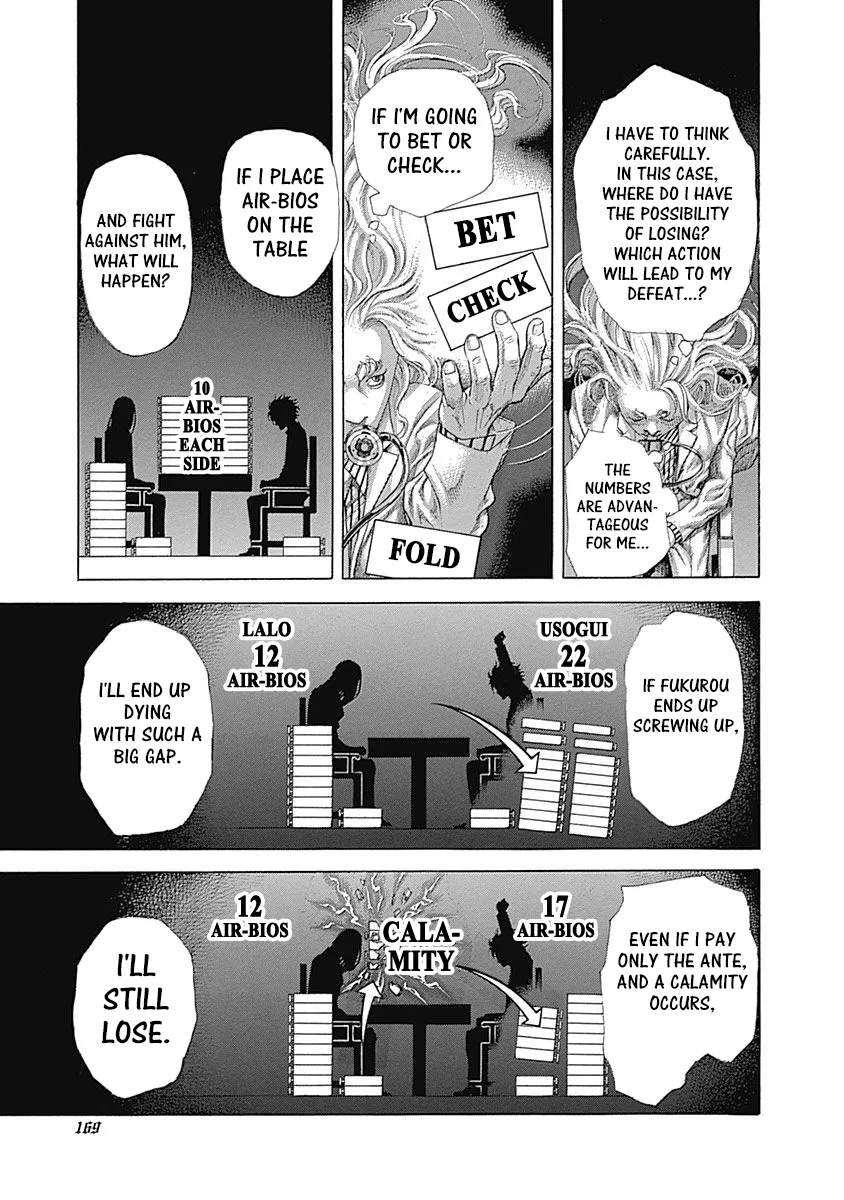 I HAVE TO THINK
CAREFULLY.
IN THIS CASE,
WHERE DO I HAVE
THE POSSIBILITY
OF LOSING?
WHICH ACTION
WILL LEAD TO MY
DEFEAT...?
THE
NUMBERS
ARE ADVAN-
TAGEOUS
FOR ME...
IF I'M GOING
TO BET OR
CHECK...
BET
CHECK
FOLD
IF I PLACE
AIR-BIOS
ON THE
TABLE
AND FIGHT
AGAINST HIM,
WHAT WILL
HAPPEN?
10
AIR-
BIOS
EACH
SIDE
IF FUKUROU
ENDS UP
SCREWING UP,
USOGUI
22
AIR-BIOS
LALO
12
AIR-BIOS
I'LL END UP
DYING
WITH SUCH A
BIG GAP.
EVEN IF I PAY
ONLY THE ANTE,
AND A CALAMITY
OCCURS,
17
AIR-BIOS
CALA-
MITY
12
AIR-BIOS
I'LL
STILL
LOSE.
169